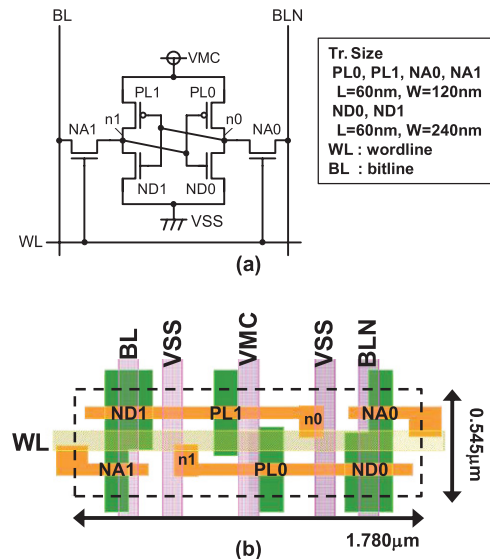 BL
BLN
VMC
PL1
PL0
n1
n0
NA1
NA0
ND1
ND0
VSS
WL
(a)
Tr. Size
PL0, PL1, NA0, NA1
L=60nm, W=120nm
ND0, ND1
L=60nm, W=240nm
WL : wordline
BL : bitline
BL
VSS
VMC
VSS
BLN
ND1
PL1
n0
NA0
WL
NA1
n1
PL0
ND0
0.545μm
1.780μm
(b)